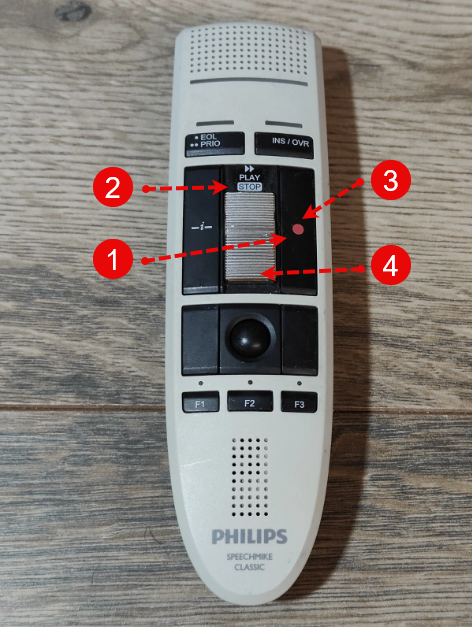 • EOL
•• PRIO
INS / OVR
PLAY
STOP
2
3
–i–
1
4
F1
F2
F3
PHILIPS
SPEECHMIKE
CLASSIC